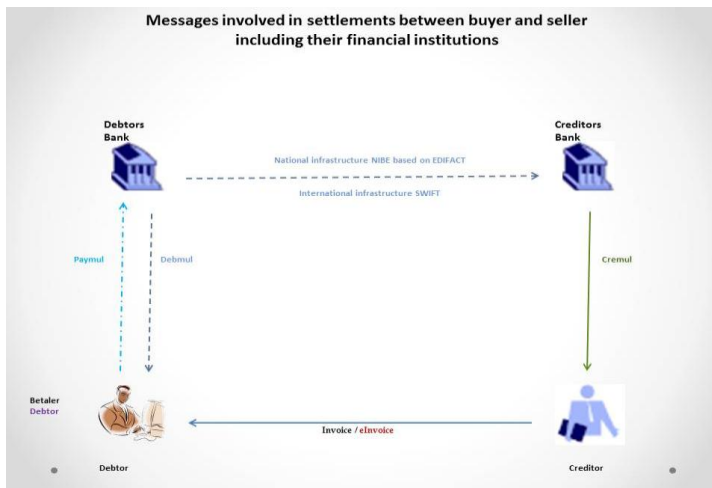 Messages involved in settlements between buyer and seller
including their financial institutions
Debtors
Bank
Creditors
Bank
National infrastructure NIBE based on EDIFACT
International infrastructure SWIFT
Paymul
Debmul
Cremul
Betaler
Debtor
Invoice / eInvoice
Debtor
Creditor